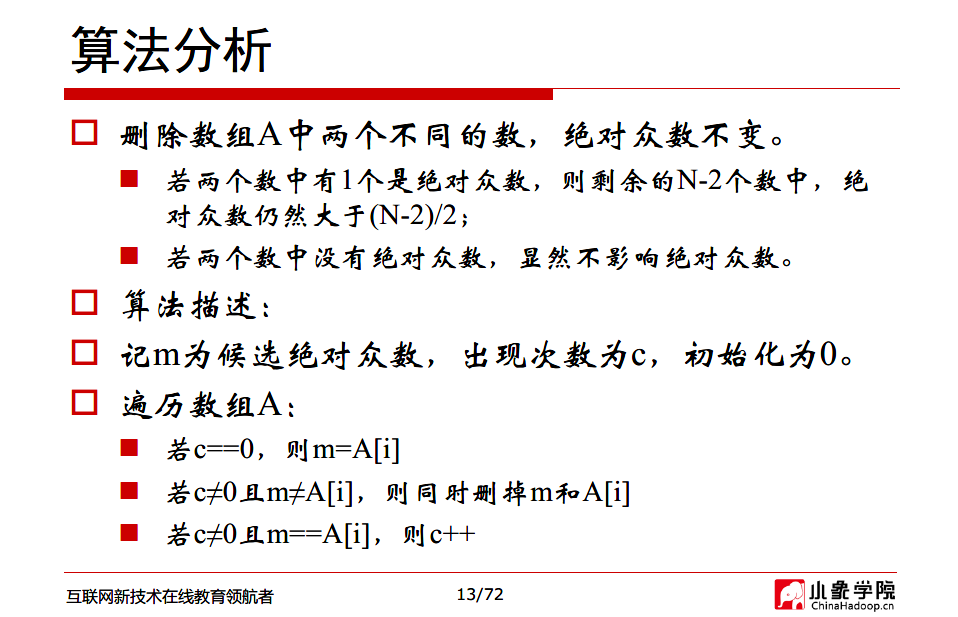 算法分析
删除数组A中两个不同的数，绝对众数不变。
若两个数中有1个是绝对众数，则剩余的N-2个数中，绝
对众数仍然大于(N-2)/2；
若两个数中没有绝对众数，显然不影响绝对众数。
算法描述：
记m为候选绝对众数，出现次数为c，初始化为0。
遍历数组A：
若c==0，则m=A[i]
若c≠0且m≠A[i]，则同时删掉m和A[i]
若c≠0且m==A[i]，则c++
互联网新技术在线教育领航者
13/72
小象学院
ChinaHadoop.cn